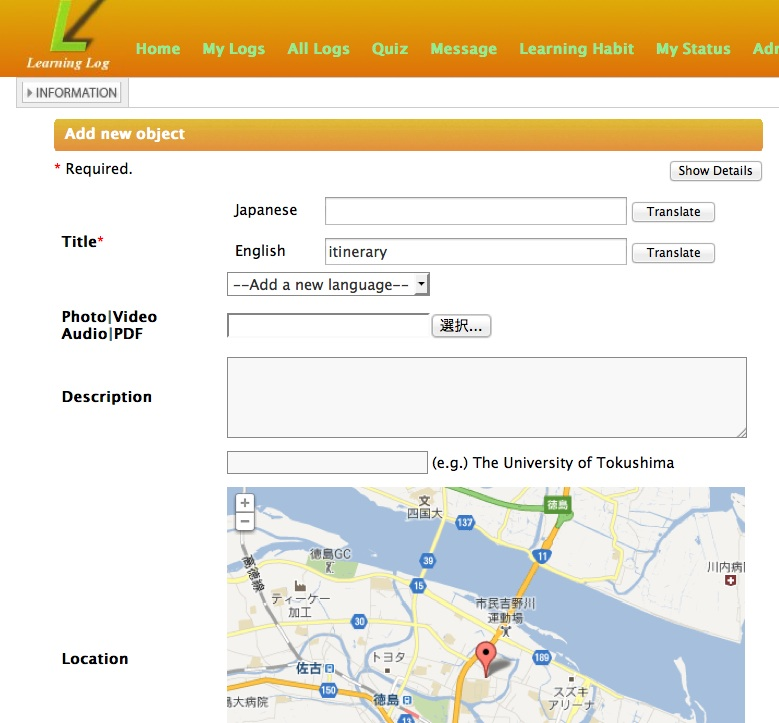 Learning Log
Home My Logs All Logs Quiz Message Learning Habit My Status
INFORMATION
Add new object
* Required.
Show Details
Title*
Japanese
Translate
English
itinerary
Translate
--Add a new language--
Photo|Video
Audio|PDF
選択...
Description
(e.g.) The University of Tokushima
Location
+
−
文
四国大
徳島
137
徳島GC
39
11
川内病
高徳線
15
ティーケー
加工
市民吉野川
運動場
30
トヨタ
189
佐古
150
スズキ
アリーナ
島大病院
徳島
13